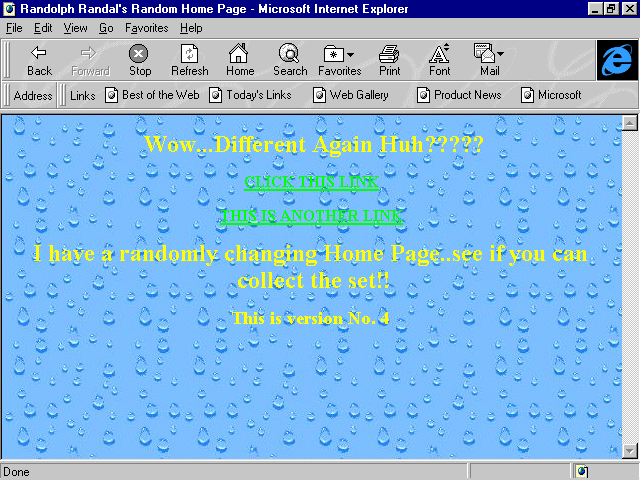 Randolph Randal's Random Home Page - Microsoft Internet Explorer
File Edit View Go Favorites Help
Back Forward Stop Refresh Home Search Favorites Print Font Mail
Address Links Best of the Web Today's Links Web Gallery Product News Microsoft
Wow...Different Again Huh?????
CLICK THIS LINK
THIS IS ANOTHER LINK
I have a randomly changing Home Page..see if you can
collect the set!!
This is version No. 4
Done